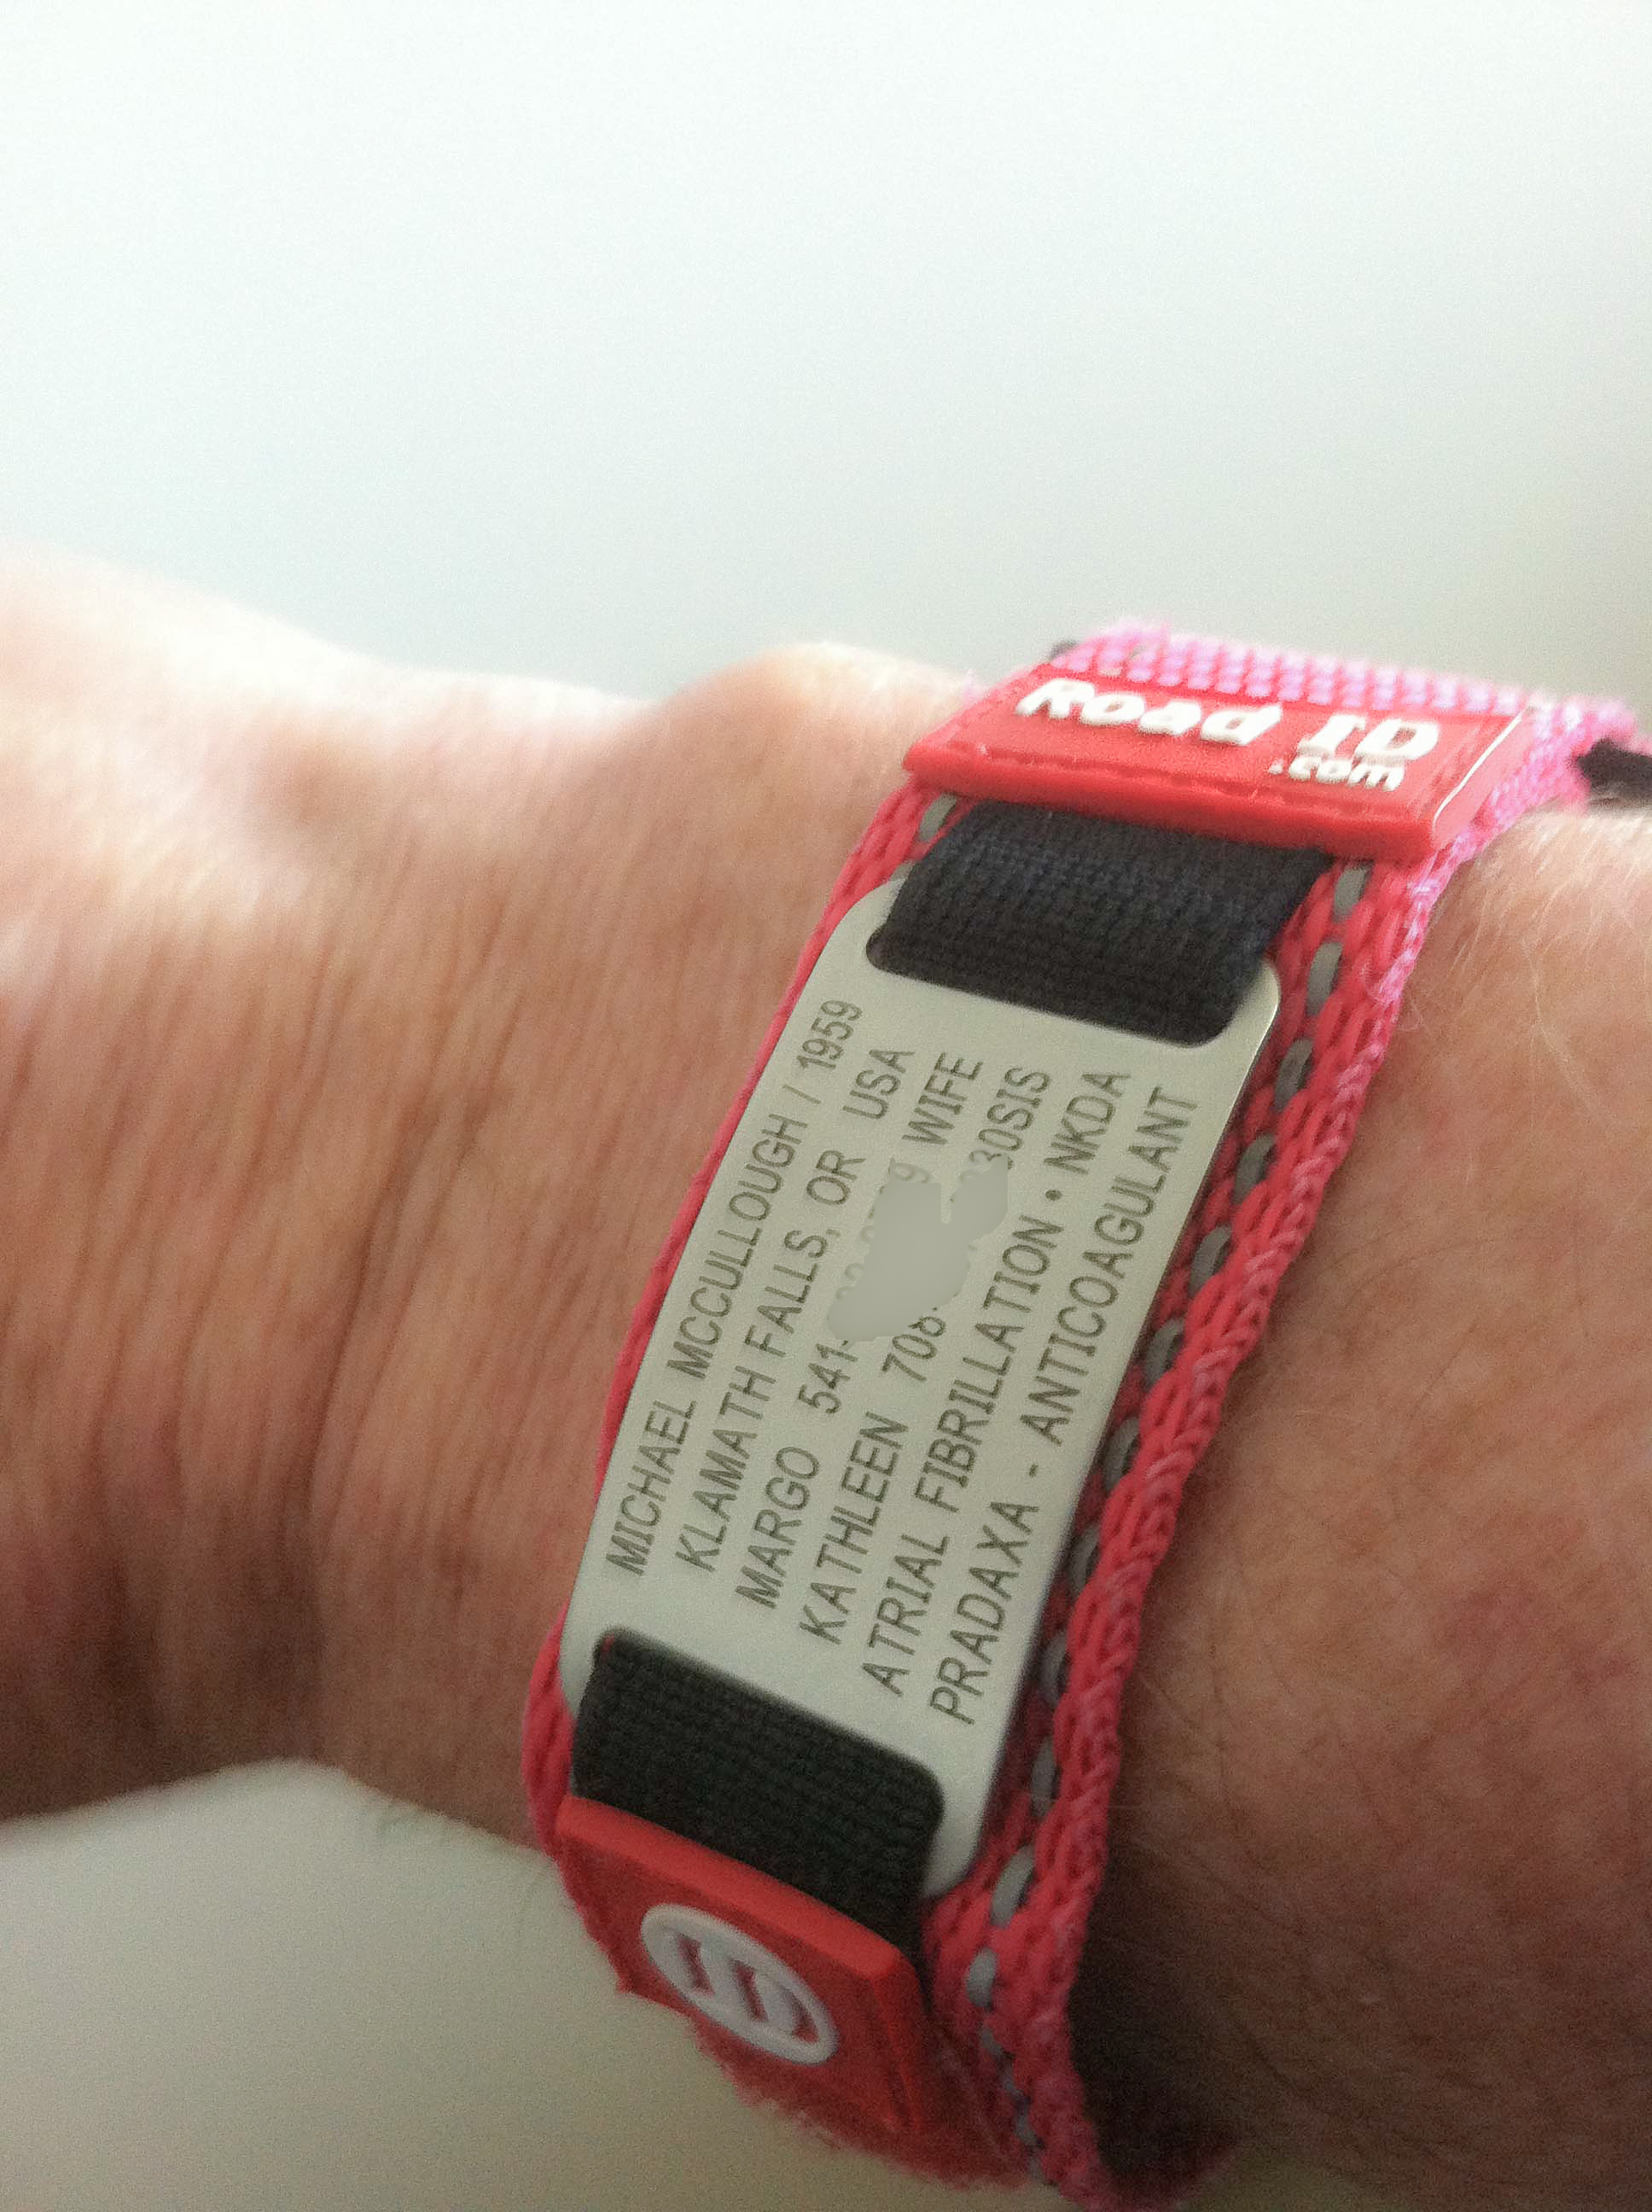 Road ID
.com
MICHAEL MCCULLOUGH / 1959
KLAMATH FALLS, OR USA
MARGO 541- WIFE
KATHLEEN 708
ATRIAL FIBRILLATION • NKDA
PRADAXA - ANTICOAGULANT